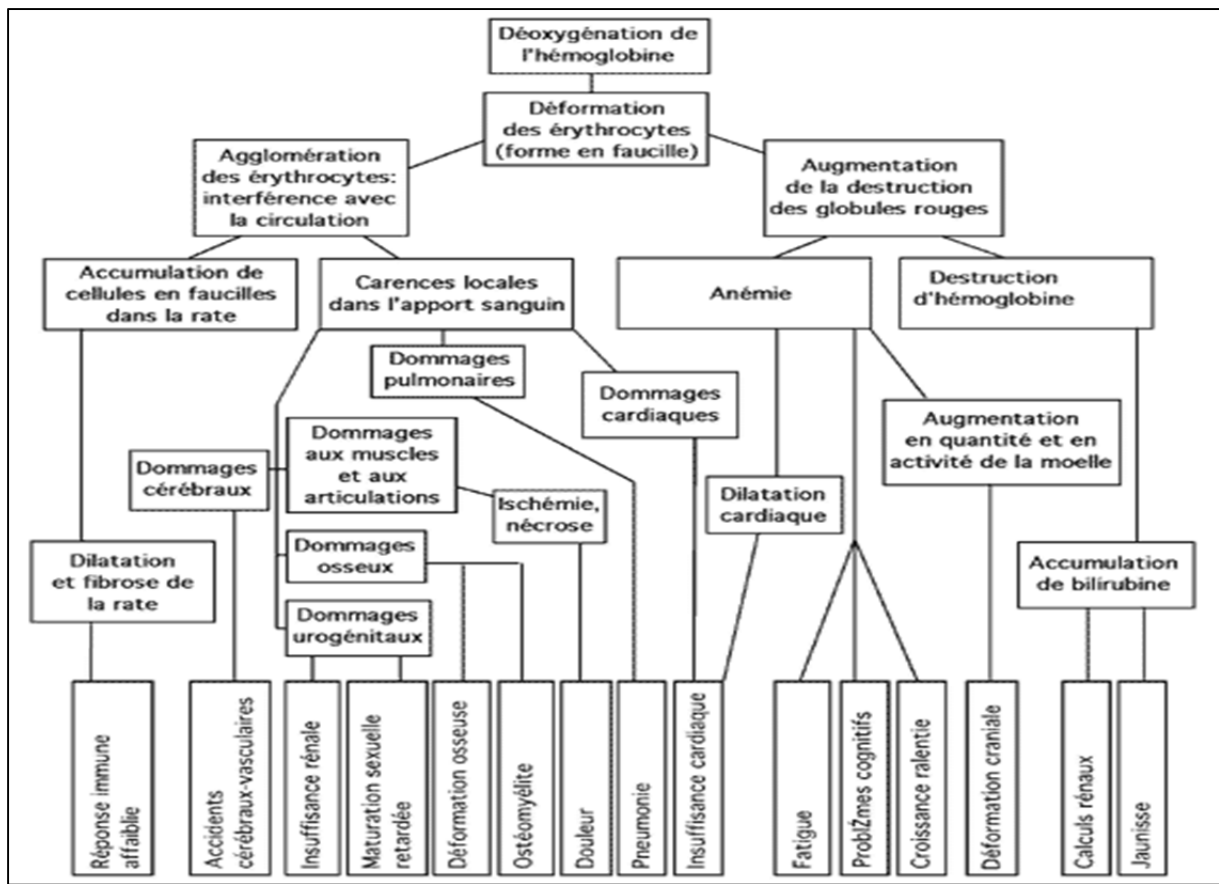 Déoxygénation de
l'hémoglobine
Déformation
des érythrocytes
(forme en faucille)
Agglomération
des érythrocytes:
interférence avec
la circulation
Augmentation
de la destruction
des globules rouges
Accumulation de
cellules en faucilles
dans la rate
Carences locales
dans l'apport sanguin
Anémie
Destruction
d'hémoglobine
Dommages
pulmonaires
Dommages
cardiaques
Dommages
aux muscles
et aux
articulations
Augmentation
en quantité et en
activité de la moelle
Dommages
cérébraux
Ischémie,
nécrose
Dilatation
cardiaque
Dilatation
et fibrose de
la rate
Dommages
osseux
Accumulation
de bilirubine
Dommages
urogénitaux
Réponse immune
affaiblie
Accidents
cérébraux-vasculaires
Insuffisance rénale
Maturation sexuelle
retardée
Déformation osseuse
Ostéomyélite
Douleur
Pneumonie
Insuffisance cardiaque
Fatigue
ProblŽmes cognitifs
Croissance ralentie
Déformation craniale
Calculs rénaux
Jaunisse